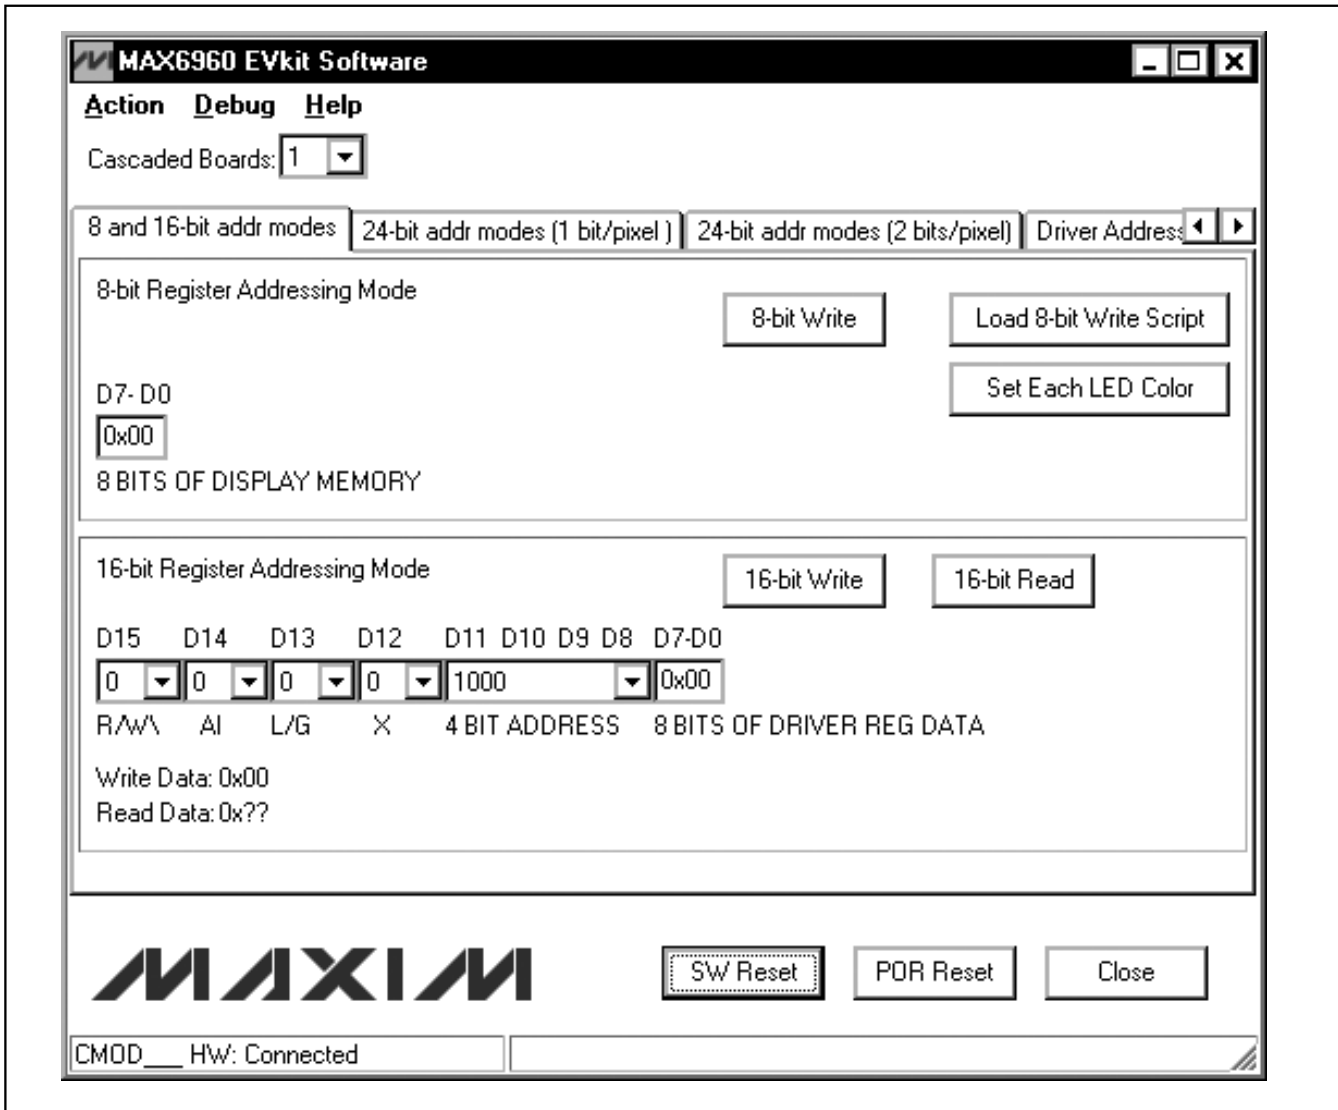 MAX6960 EVkit Software
Action Debug Help
Cascaded Boards: 1
8 and 16-bit addr modes 24-bit addr modes (1 bit/pixel ) 24-bit addr modes (2 bits/pixel) Driver Address
8-bit Register Addressing Mode
8-bit Write Load 8-bit Write Script
Set Each LED Color
D7- D0
0x00
8 BITS OF DISPLAY MEMORY
16-bit Register Addressing Mode
16-bit Write 16-bit Read
D15 D14 D13 D12 D11 D10 D9 D8 D7-D0
0 0 0 0 1000 0x00
R/W\ AI L/G X 4 BIT ADDRESS 8 BITS OF DRIVER REG DATA
Write Data: 0x00
Read Data: 0x??
MAXIM SW Reset POR Reset Close
CMOD___ HW: Connected